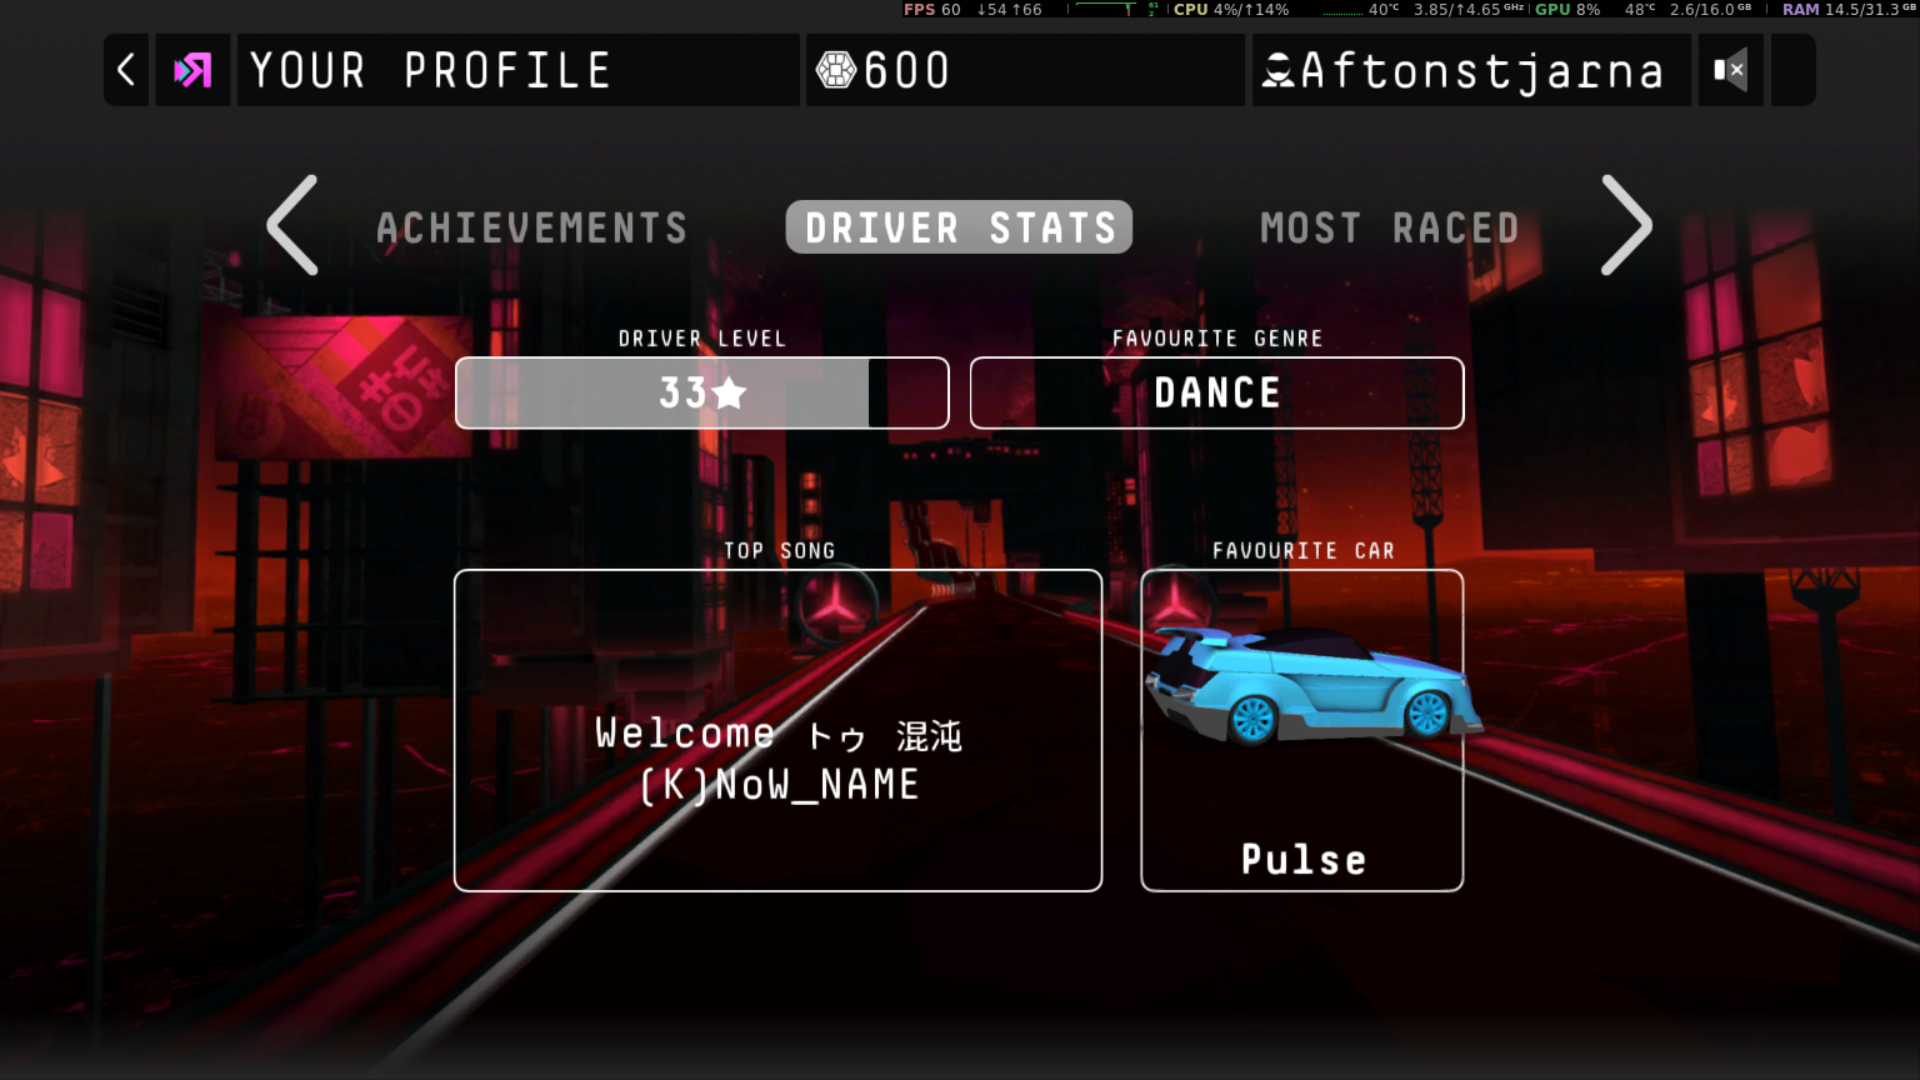 FPS 60 ↓54 ↑66 61 2 CPU 4%/↑14% 40°C 3.85/↑4.65 GHz GPU 8% 48°C 2.6/16.0 GB RAM 14.5/31.3 GB
YOUR PROFILE 600 Aftonstjarna
ACHIEVEMENTS DRIVER STATS MOST RACED
DRIVER LEVEL FAVOURITE GENRE
33★ DANCE
TOP SONG FAVOURITE CAR
Welcome トゥ 混沌
(K)NoW_NAME
Pulse